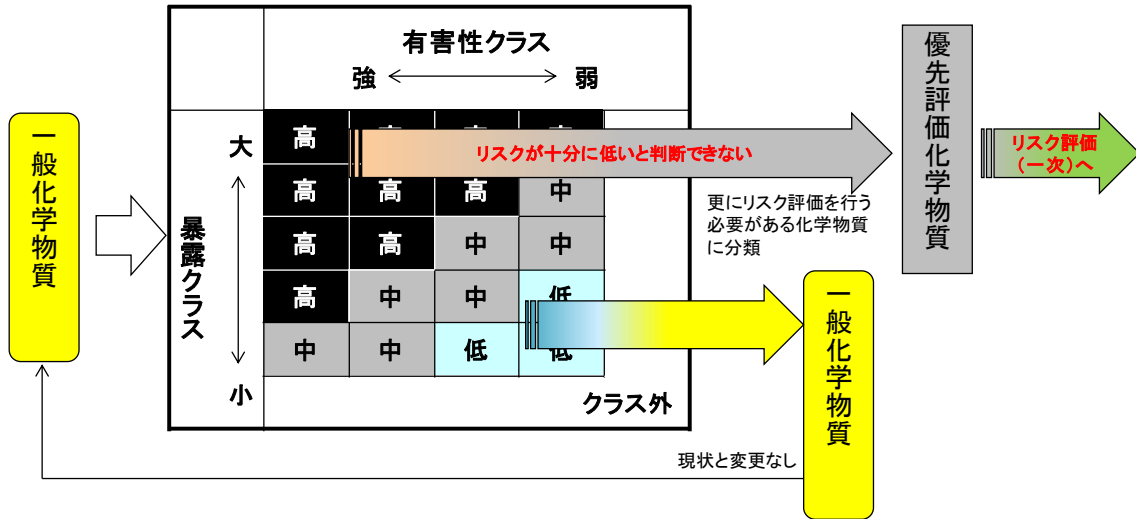 有害性クラス
強
弱
一般化学物質
暴露クラス
大
小
高
リスクが十分に低いと判断できない
高 高 高 中
高 高 中 中
高 中 中 低
中 中 低 低
クラス外
更にリスク評価を行う
必要がある化学物質
に分類
優先評価化学物質
リスク評価
(一次)へ
一般化学物質
現状と変更なし